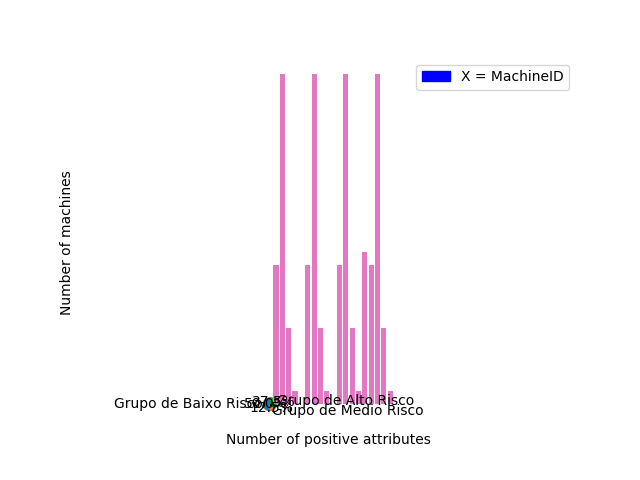 X = MachineID
Number of machines
Grupo de Alto Risco
Grupo de Baixo Risco
Grupo de Medio Risco
Number of positive attributes